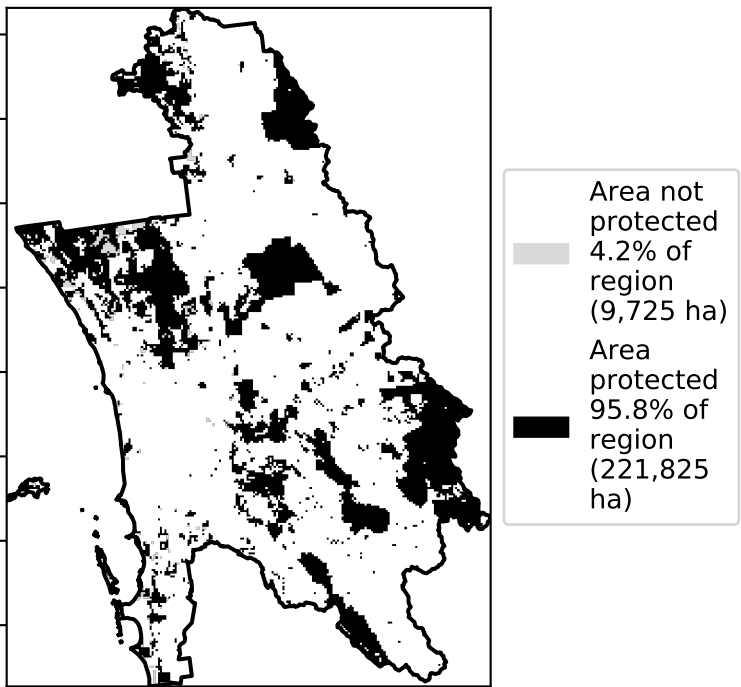 Area not
protected
4.2% of
region
(9,725 ha)
Area
protected
95.8% of
region
(221,825
ha)